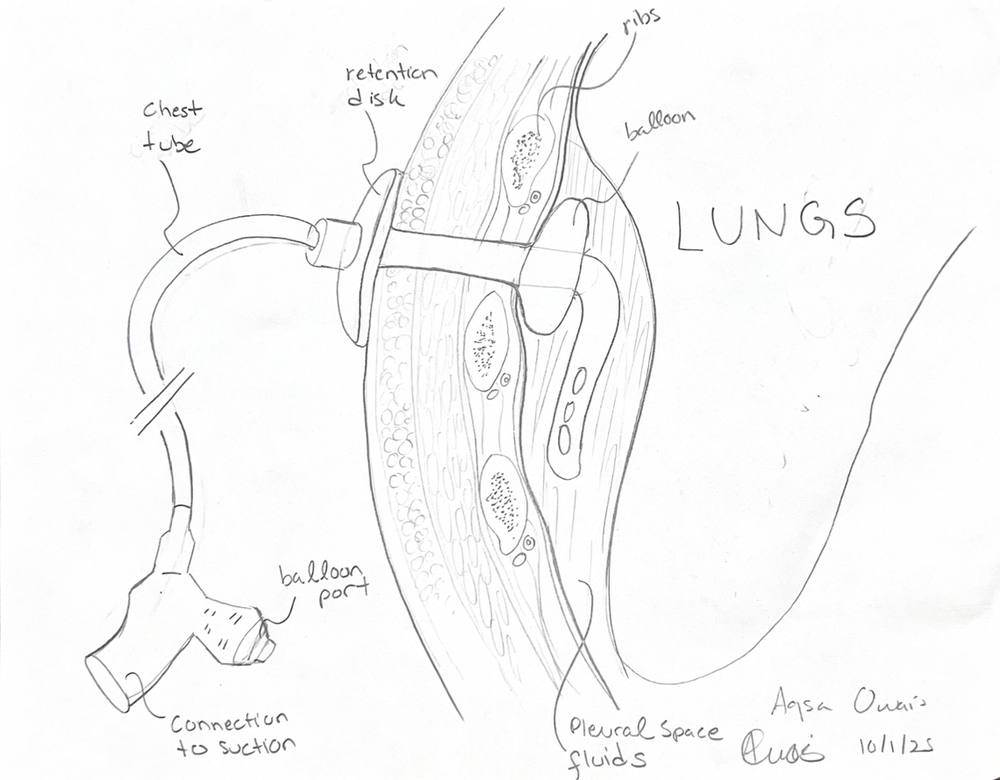 ribs
retention
disk
chest
tube
balloon
LUNGS
balloon
port
Connection
to suction
Pleural Space
fluids
Aqsa
10/1/25